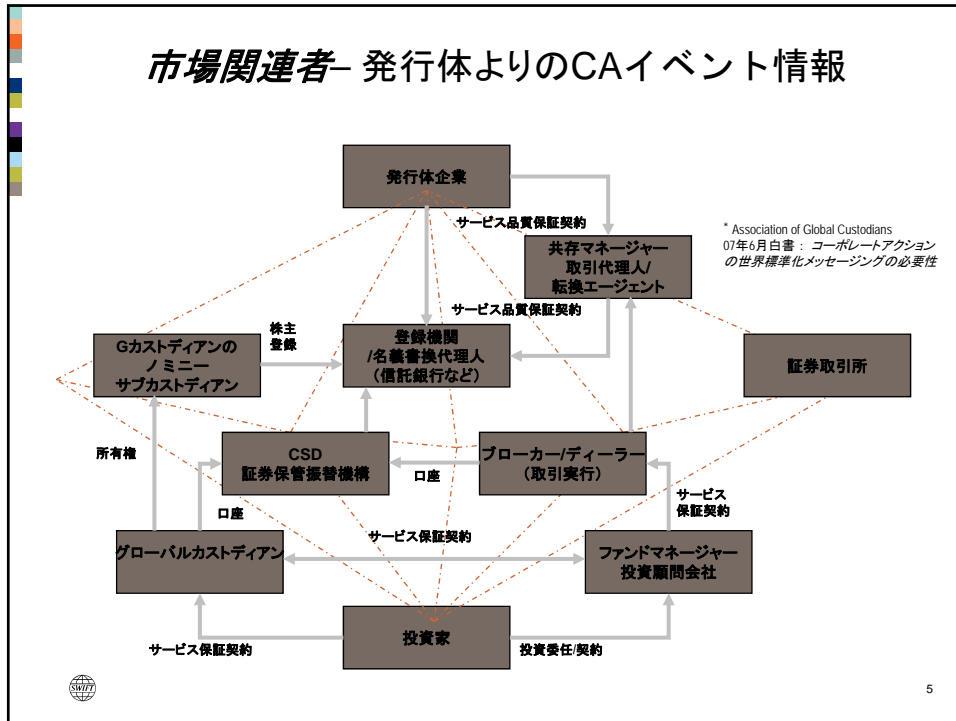 市場関連者– 発行体よりのCAイベント情報
発行体企業
サービス品質保証契約
共存マネージャー
取引代理人/
転換エージェント
* Association of Global Custodians
07年6月白書： コーポレートアクション
の世界標準化メッセージングの必要性
サービス品質保証契約
株主
登録
Gカストディアンの
ノミニー
サブカストディアン
登録機関
/名義書換代理人
（信託銀行など）
証券取引所
所有権
CSD
証券保管振替機構
口座
ブローカー/ディーラー
（取引実行）
サービス
保証契約
口座
サービス保証契約
グローバルカストディアン
ファンドマネージャー
投資顧問会社
投資家
サービス保証契約
投資委任/契約
SWIFT
5